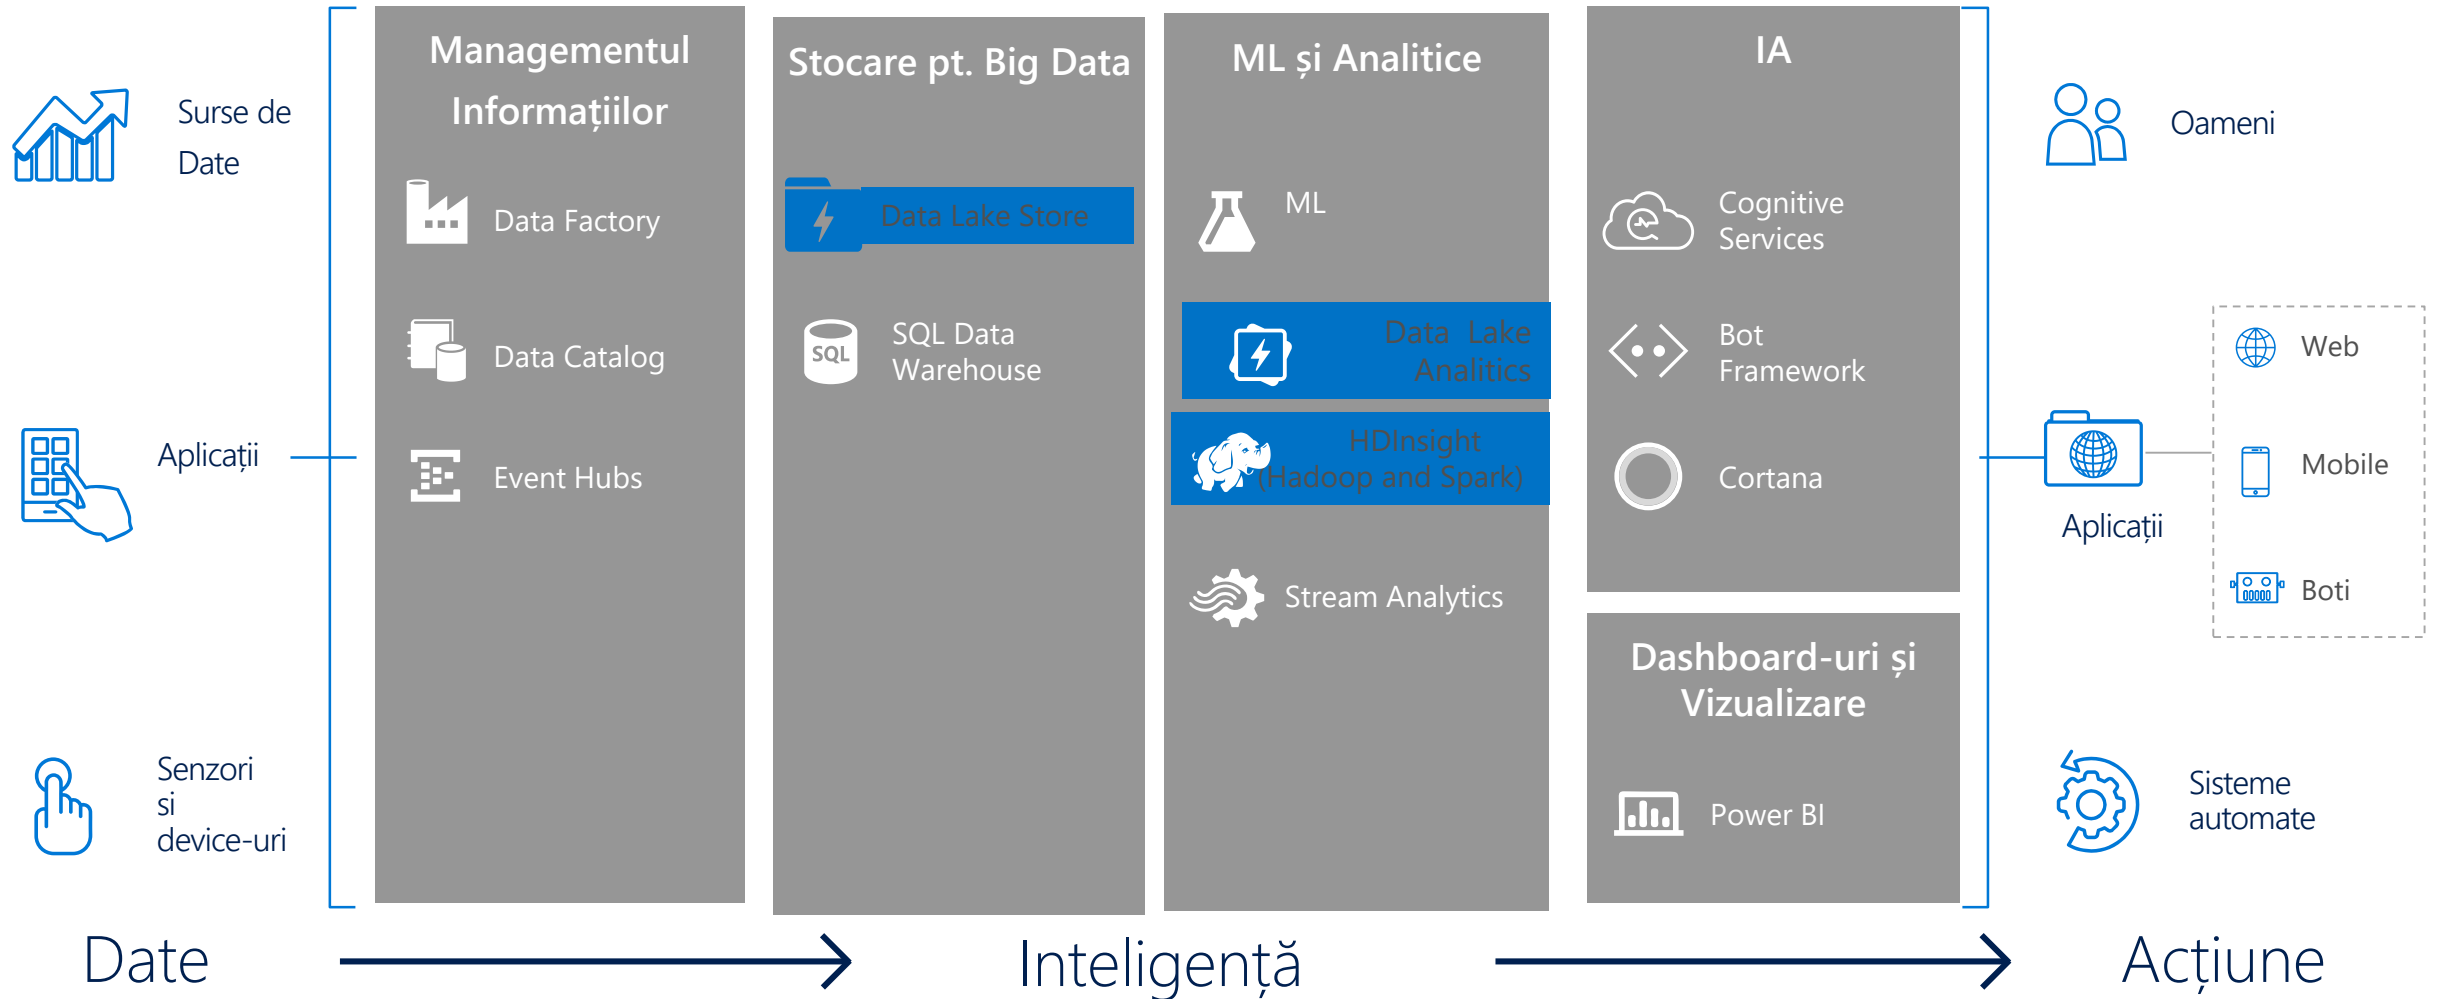 Surse de
Date
Aplicații
Senzori
si
device-uri
Managementul
Informațiilor
Data Factory
Data Catalog
Event Hubs
Stocare pt. Big Data
Data Lake Store
SQL
SQL Data
Warehouse
ML și Analitice
ML
Data Lake
Analitics
HDInsight
(Hadoop and Spark)
Stream Analytics
IA
Cognitive
Services
Bot
Framework
Cortana
Dashboard-uri și
Vizualizare
Power BI
Oameni
Aplicații
Web
Mobile
Boti
Sisteme
automate
Date
Inteligență
Acțiune